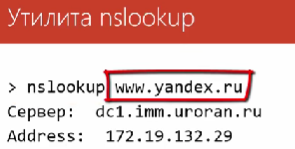 Утилита nslookup
> nslookup www.yandex.ru
Сервер: dc1.imm.uroran.ru
Address: 172.19.132.29